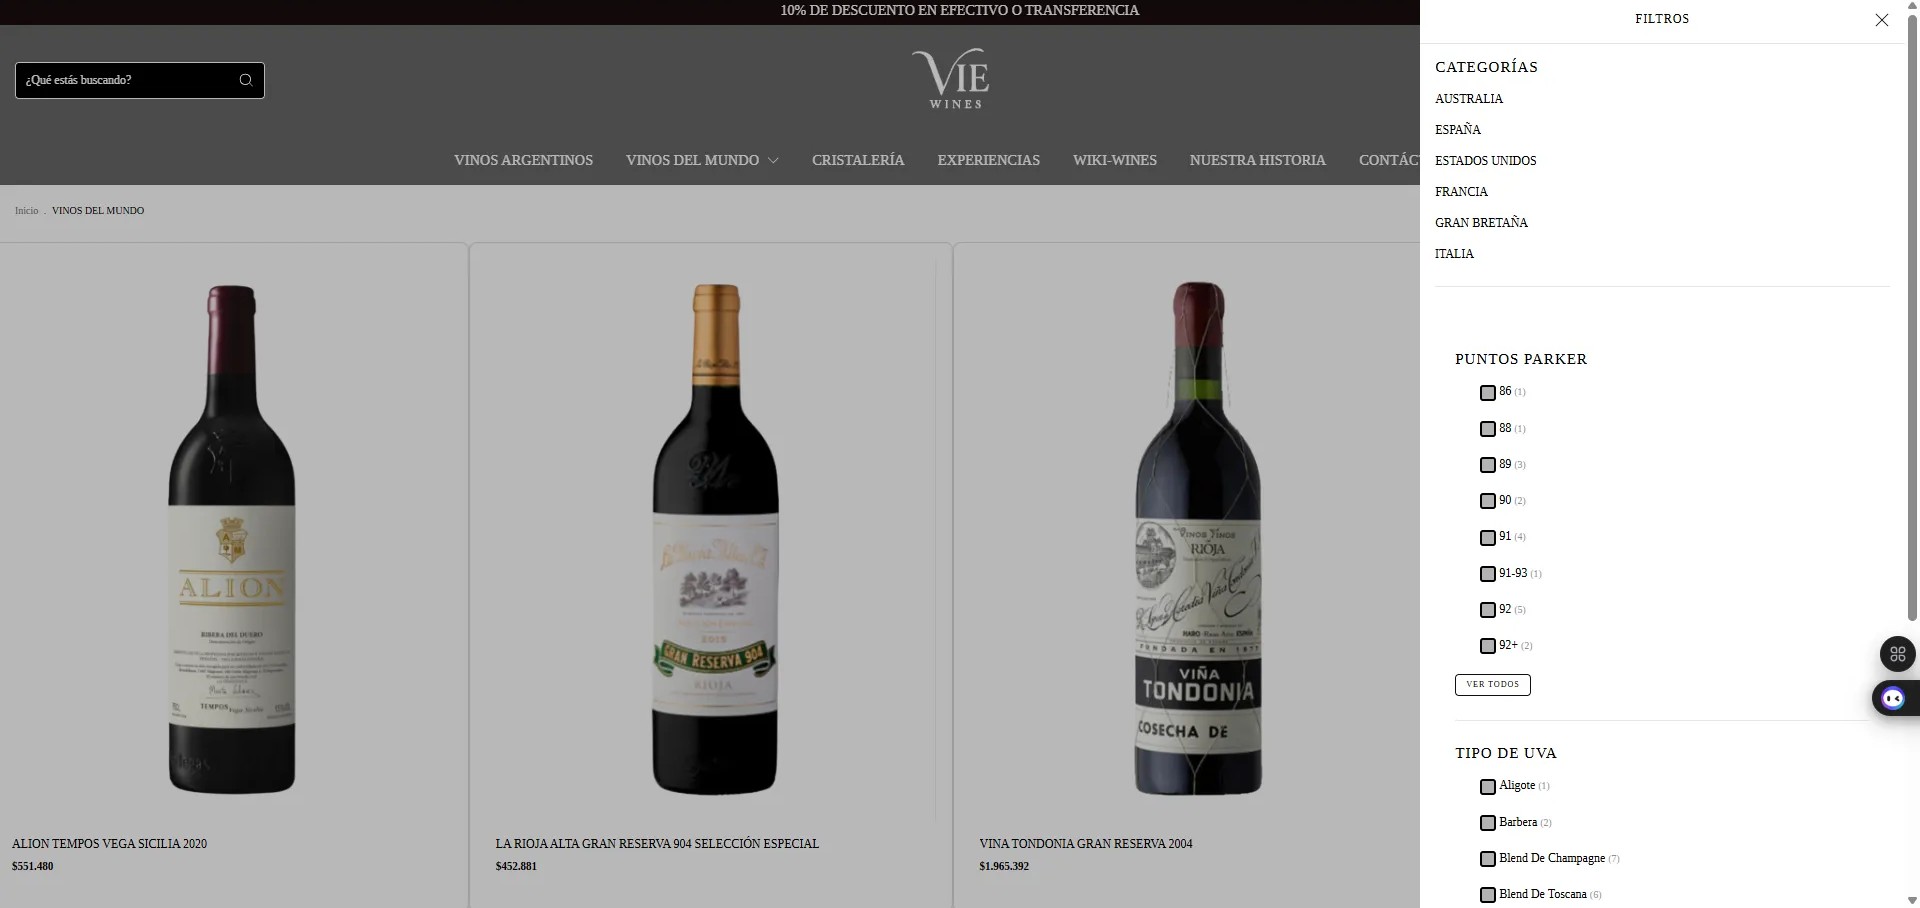 10% DE DESCUENTO EN EFECTIVO O TRANSFERENCIA
¿Qué estás buscando?
VIE
WINES
VINOS ARGENTINOS
VINOS DEL MUNDO
CRISTALERÍA
EXPERIENCIAS
WIKI-WINES
NUESTRA HISTORIA
CONTÁC
Inicio . VINOS DEL MUNDO
ALION
RIBERA DEL DUERO
TEMPOS
GRAN RESERVA 904
RIOJA
VINOS FINOS
RIOJA
FUNDADA EN 1877
VIÑA
TONDONIA
COSECHA DE
ALION TEMPOS VEGA SICILIA 2020
$551.480
LA RIOJA ALTA GRAN RESERVA 904 SELECCIÓN ESPECIAL
$452.881
VINA TONDONIA GRAN RESERVA 2004
$1.965.392
FILTROS
CATEGORÍAS
AUSTRALIA
ESPAÑA
ESTADOS UNIDOS
FRANCIA
GRAN BRETAÑA
ITALIA
PUNTOS PARKER
86 (1)
88 (1)
89 (3)
90 (2)
91 (4)
91-93 (1)
92 (5)
92+ (2)
VER TODOS
TIPO DE UVA
Aligote (1)
Barbera (2)
Blend De Champagne (7)
Blend De Toscana (6)